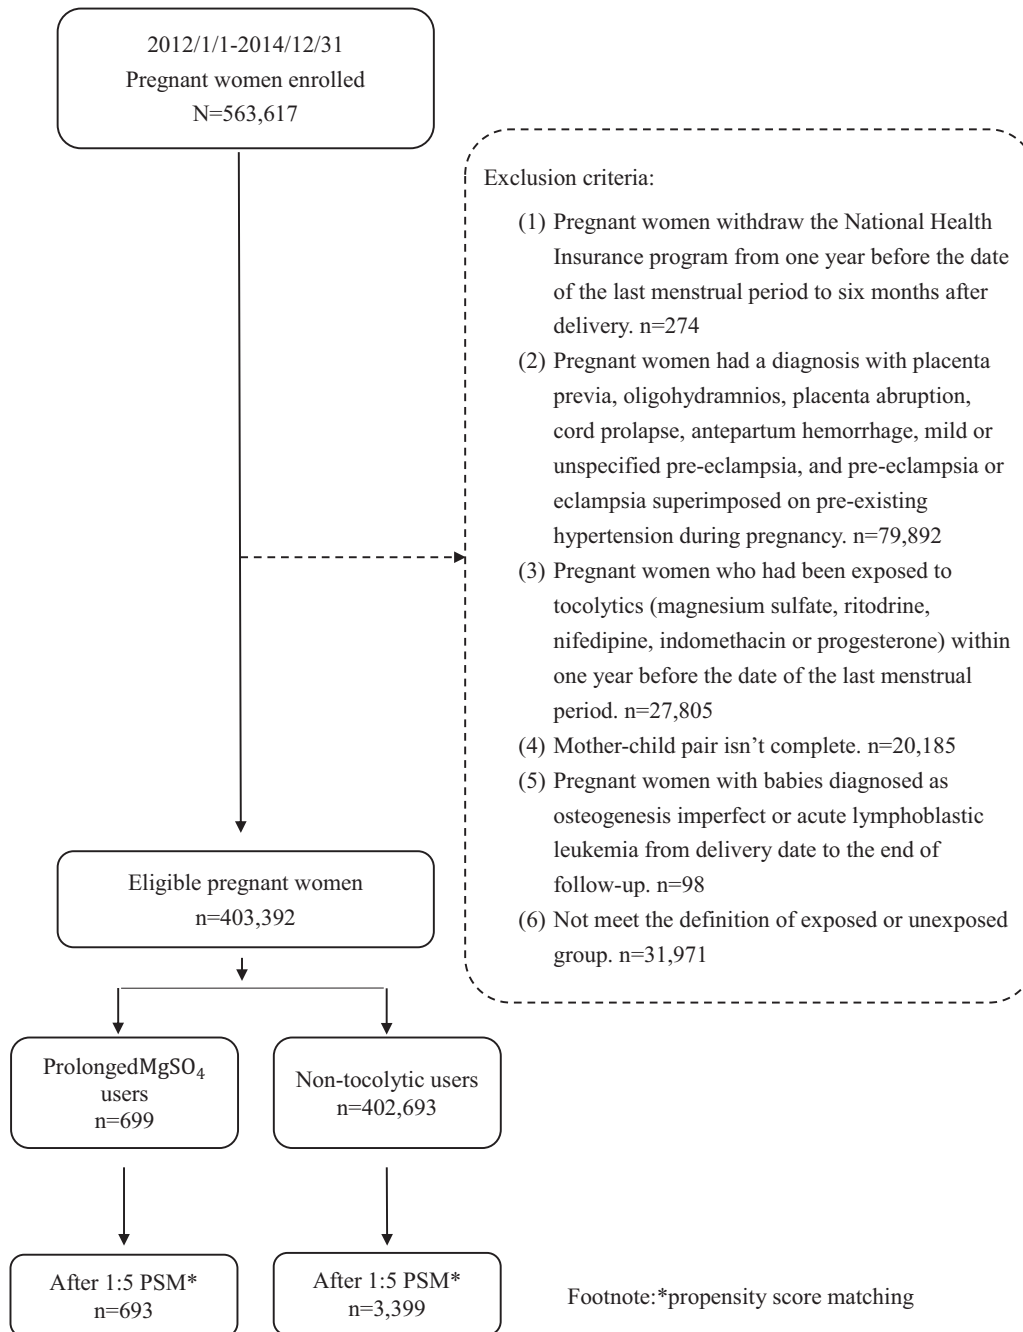 2012/1/1-2014/12/31
Pregnant women enrolled
N=563,617
Exclusion criteria:
(1) Pregnant women withdraw the National Health
Insurance program from one year before the date
of the last menstrual period to six months after
delivery. n=274
(2) Pregnant women had a diagnosis with placenta
previa, oligohydramnios, placenta abruption,
cord prolapse, antepartum hemorrhage, mild or
unspecified pre-eclampsia, and pre-eclampsia or
eclampsia superimposed on pre-existing
hypertension during pregnancy. n=79,892
(3) Pregnant women who had been exposed to
tocolytics (magnesium sulfate, ritodrine,
nifedipine, indomethacin or progesterone) within
one year before the date of the last menstrual
period. n=27,805
(4) Mother-child pair isn't complete. n=20,185
(5) Pregnant women with babies diagnosed as
osteogenesis imperfect or acute lymphoblastic
leukemia from delivery date to the end of
follow-up. n=98
(6) Not meet the definition of exposed or unexposed
group. n=31,971
Eligible pregnant women
n=403,392
ProlongedMgSO₄
users
n=699
Non-tocolytic users
n=402,693
After 1:5 PSM*
n=693
After 1:5 PSM*
n=3,399
Footnote:*propensity score matching